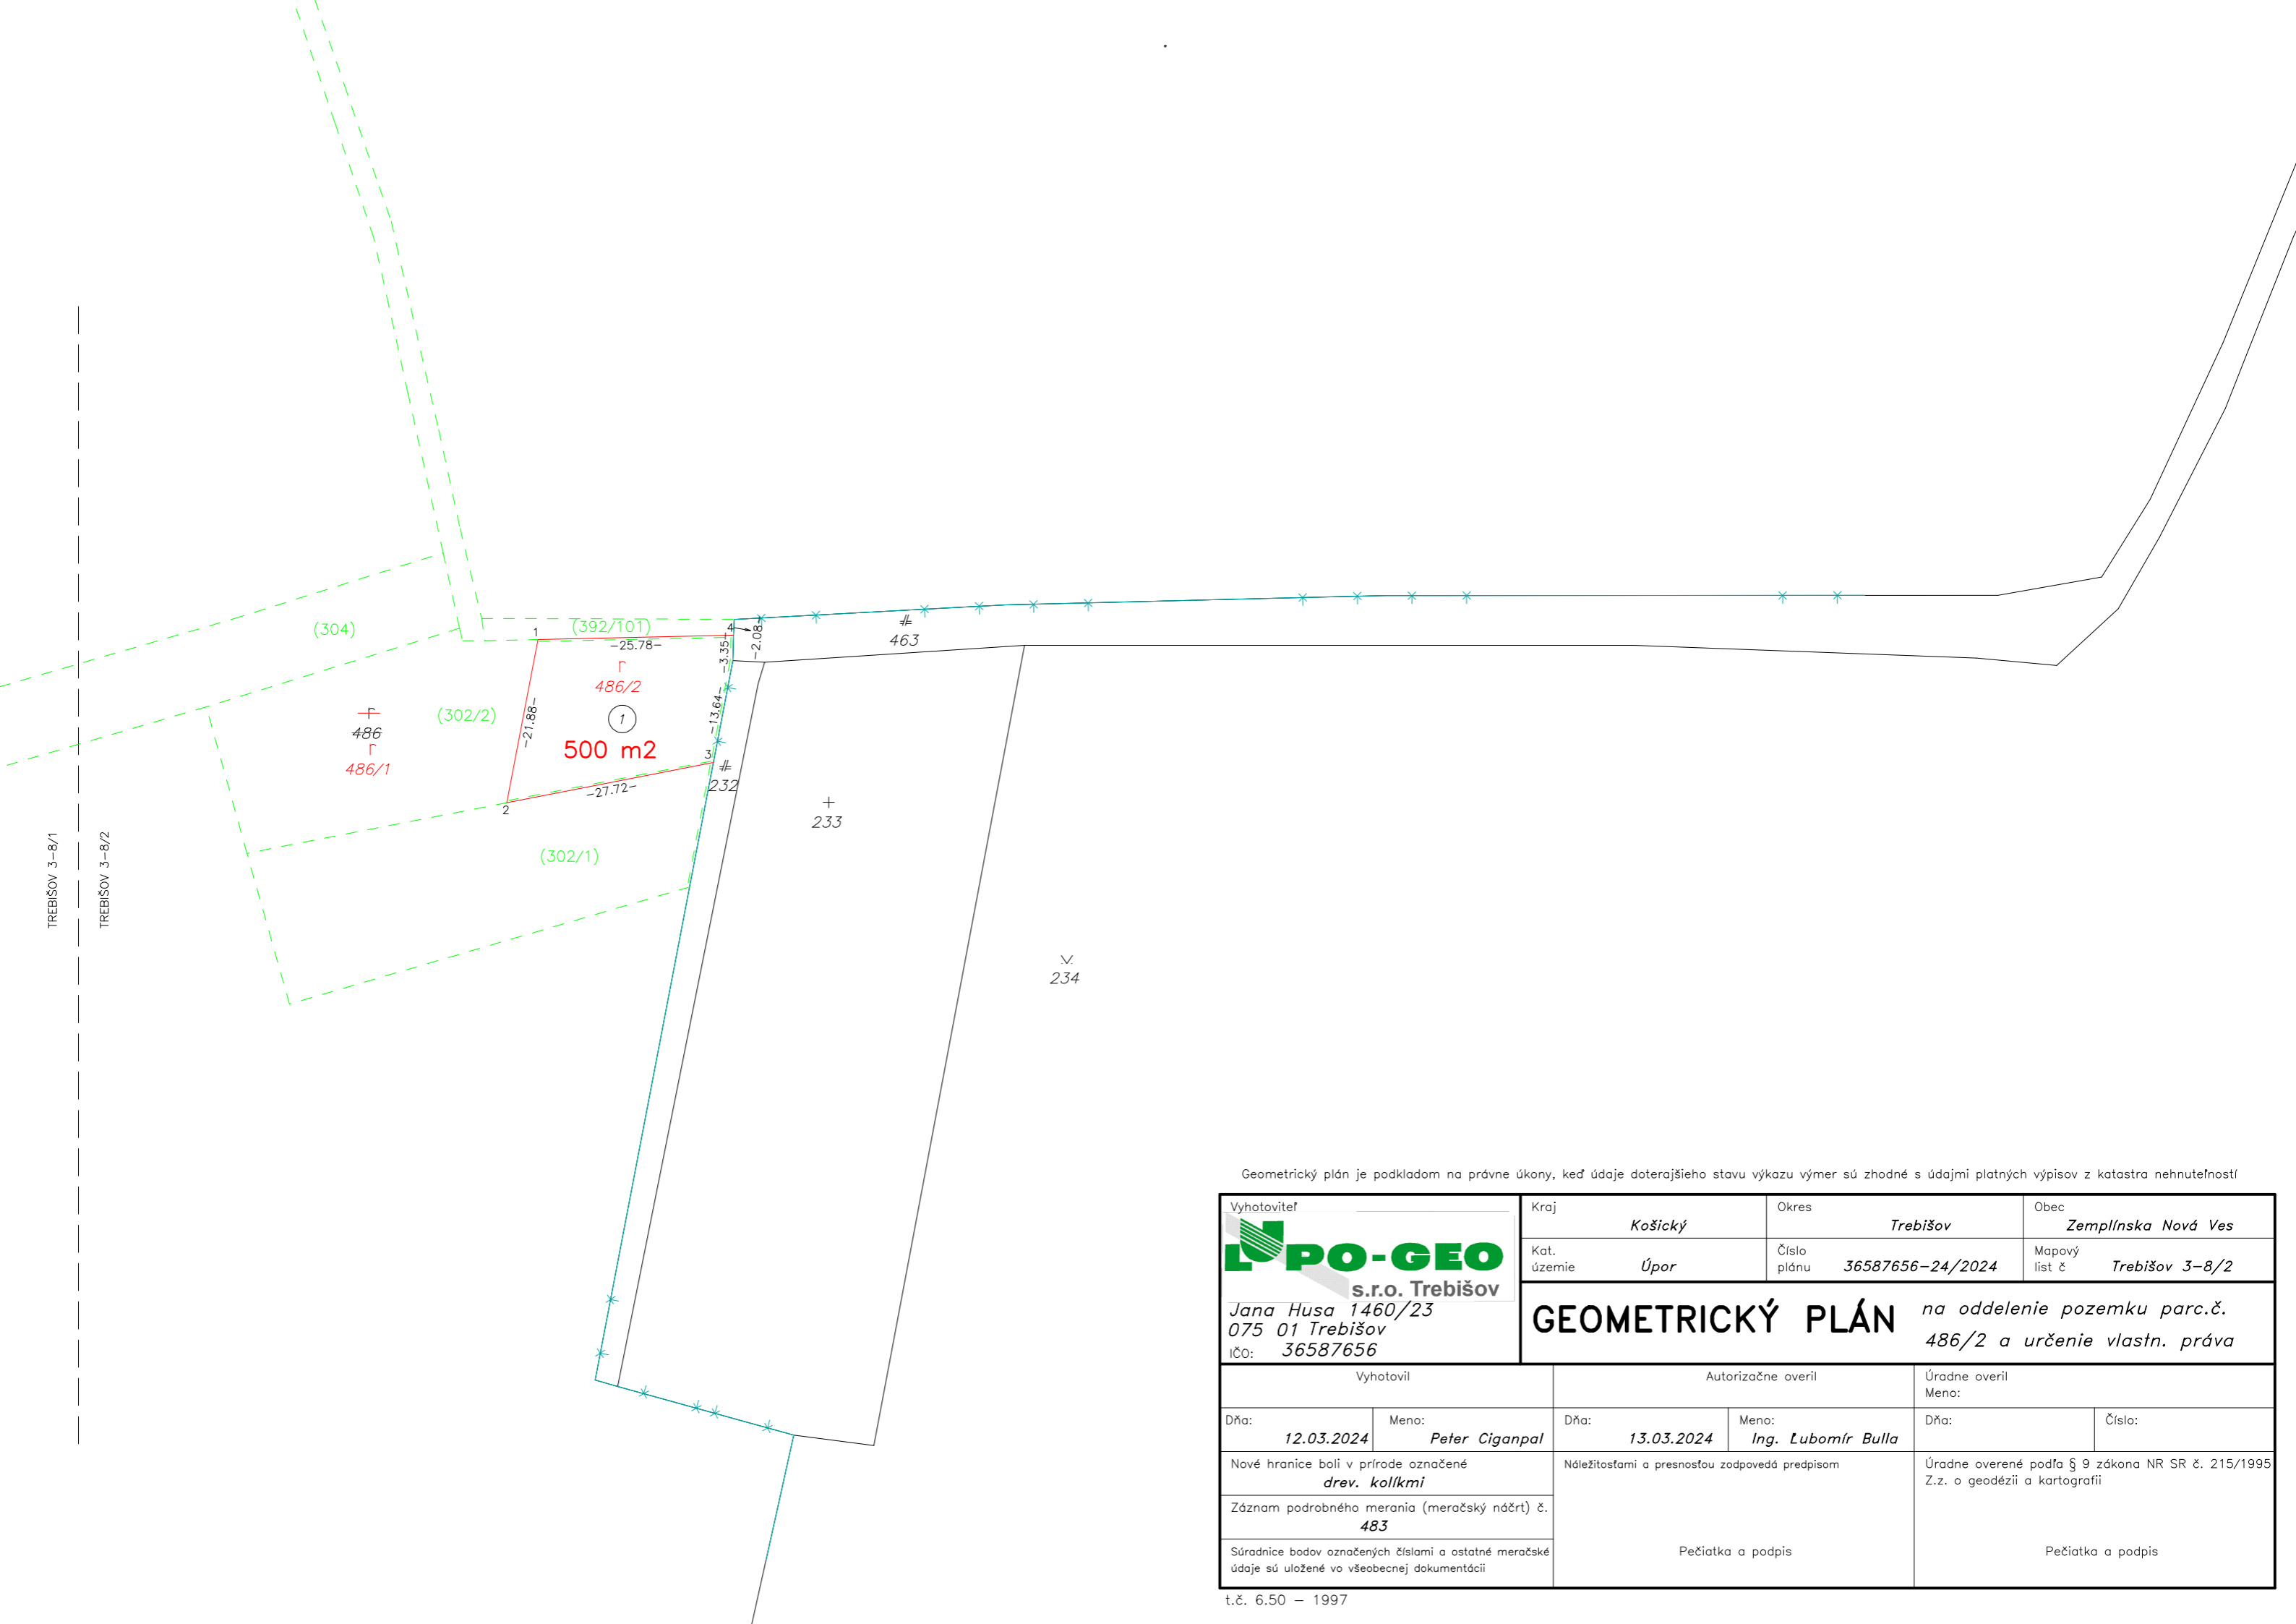 (304)
(392/101)
1
4
-25.78-
-3.35-
-2.08-
463
r
486/2
1
500 m2
-21.88-
-13.64-
(302/2)
r
486
r
486/1
3
232
-27.72-
2
233
(302/1)
TREBIŠOV 3-8/1
TREBIŠOV 3-8/2
234
Geometrický plán je podkladom na právne úkony, keď údaje doterajšieho stavu výkazu výmer sú zhodné s údajmi platných výpisov z katastra nehnuteľností
Vyhotoviteľ
LUPO-GEO
s.r.o. Trebišov
Jana Husa 1460/23
075 01 Trebišov
IČO: 36587656
Kraj
Košický
Okres
Trebišov
Obec
Zemplínska Nová Ves
Kat.
územie Úpor
Číslo
plánu 36587656-24/2024
Mapový
list č Trebišov 3-8/2
GEOMETRICKÝ PLÁN
na oddelenie pozemku parc.č.
486/2 a určenie vlastn. práva
Vyhotovil
Autorizačne overil
Úradne overil
Meno:
Dňa:
12.03.2024
Meno:
Peter Ciganpal
Dňa:
13.03.2024
Meno:
Ing. Ľubomír Bulla
Dňa:
Číslo:
Nové hranice boli v prírode označené
drev. kolíkmi
Náležitosťami a presnosťou zodpovedá predpisom
Úradne overené podľa § 9 zákona NR SR č. 215/1995
Z.z. o geodézii a kartografii
Záznam podrobného merania (meračský náčrt) č.
483
Súradnice bodov označených číslami a ostatné meračské
údaje sú uložené vo všeobecnej dokumentácii
Pečiatka a podpis
Pečiatka a podpis
t.č. 6.50 – 1997